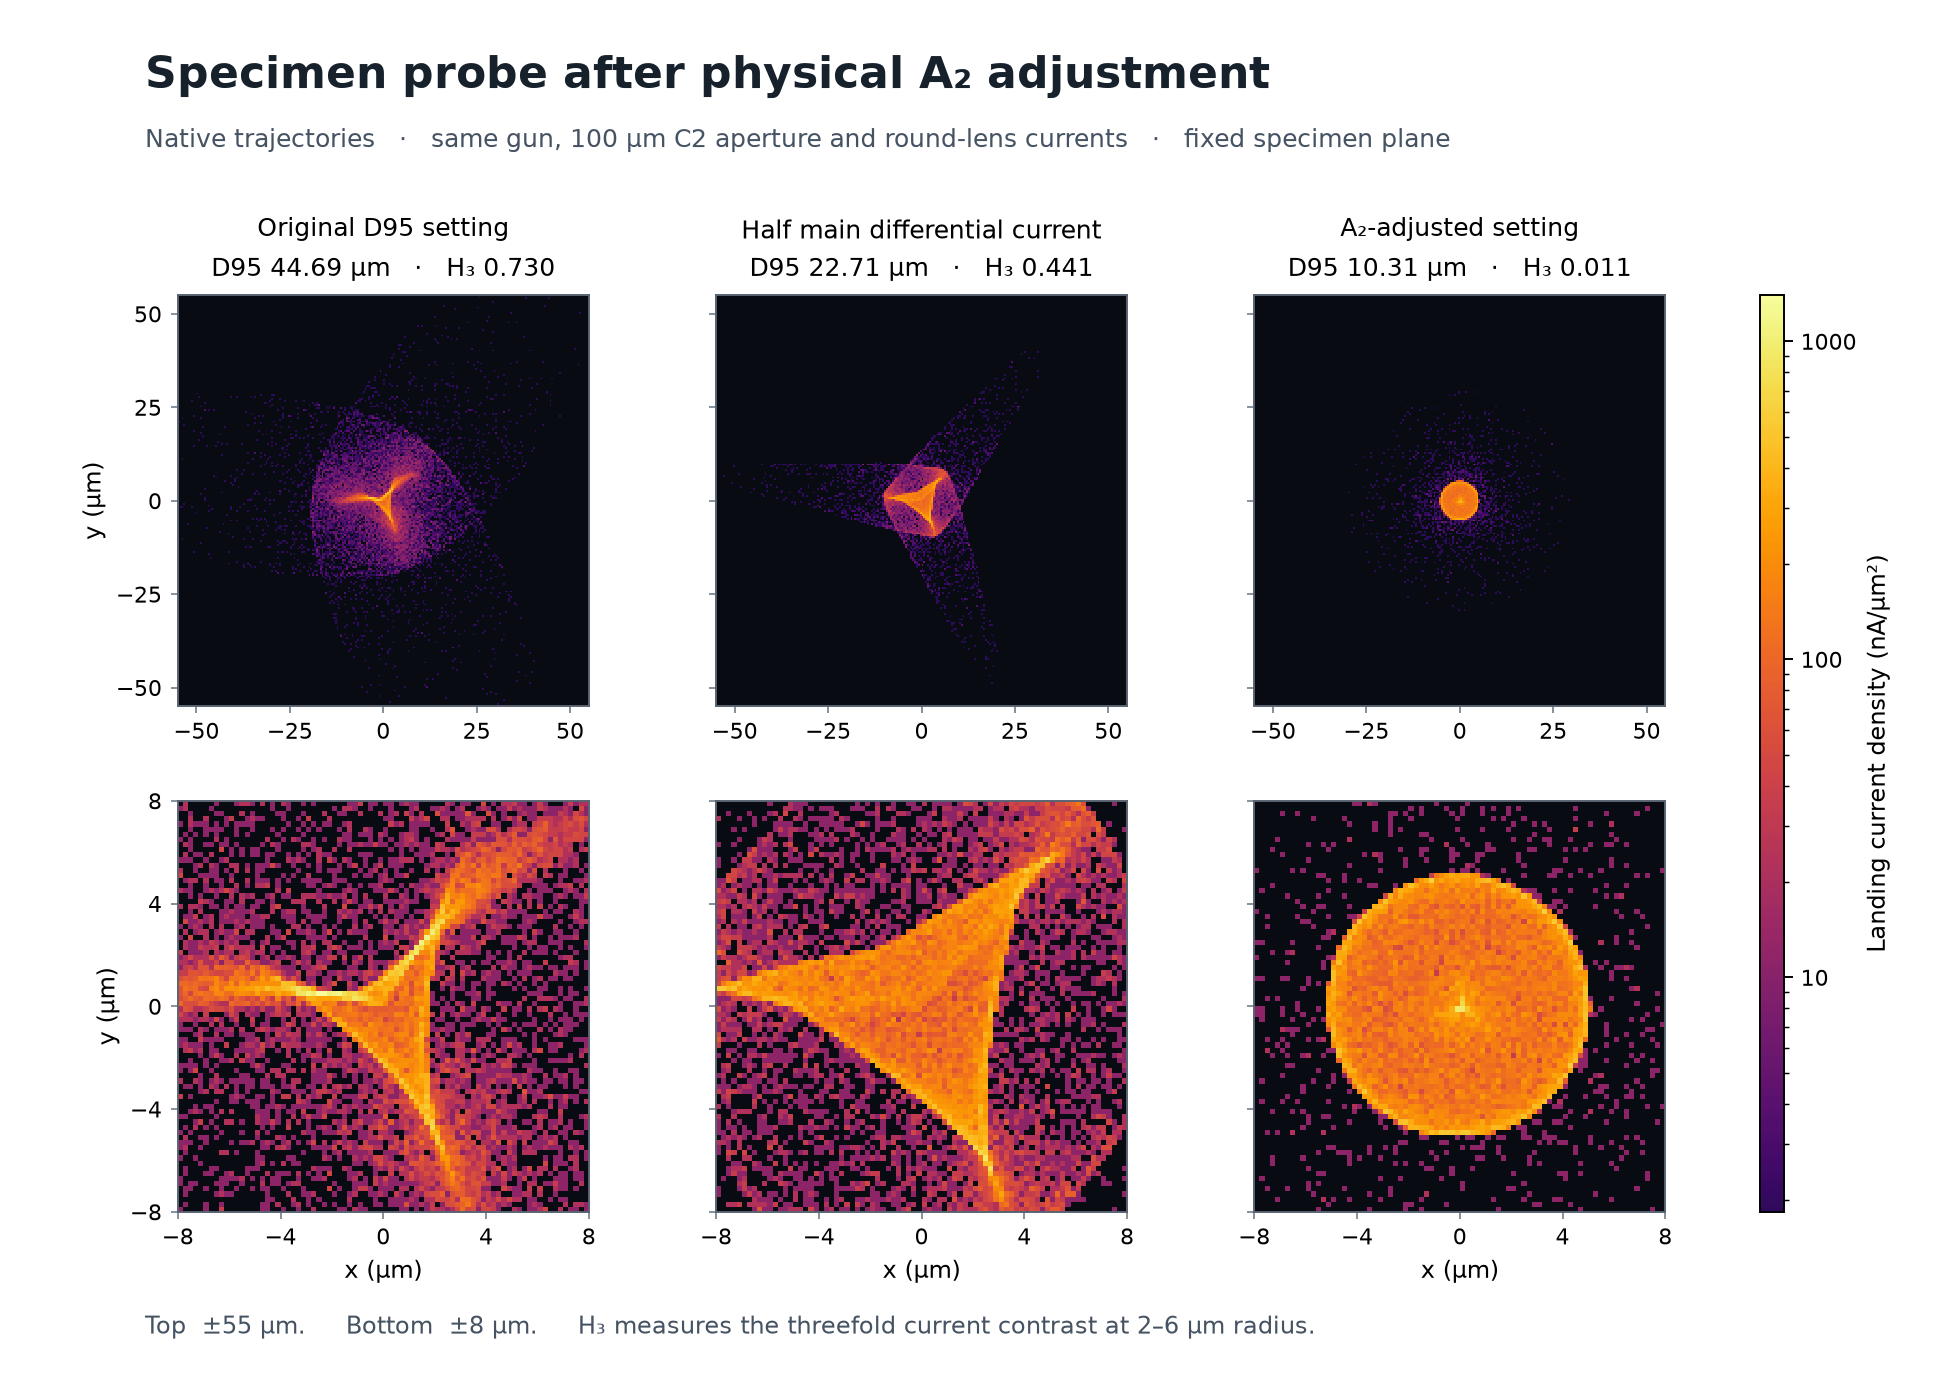 Specimen probe after physical A₂ adjustment
Native trajectories · same gun, 100 µm C2 aperture and round-lens currents · fixed specimen plane
Original D95 setting
D95 44.69 µm · H₃ 0.730
Half main differential current
D95 22.71 µm · H₃ 0.441
A₂-adjusted setting
D95 10.31 µm · H₃ 0.011
50
25
0
−25
−50
y (µm)
−50 −25 0 25 50
−50 −25 0 25 50
−50 −25 0 25 50
8
4
0
−4
−8
y (µm)
−8 −4 0 4 8
−8 −4 0 4 8
−8 −4 0 4 8
x (µm)
x (µm)
x (µm)
1000
100
10
Landing current density (nA/µm²)
Top ±55 µm. Bottom ±8 µm. H₃ measures the threefold current contrast at 2–6 µm radius.